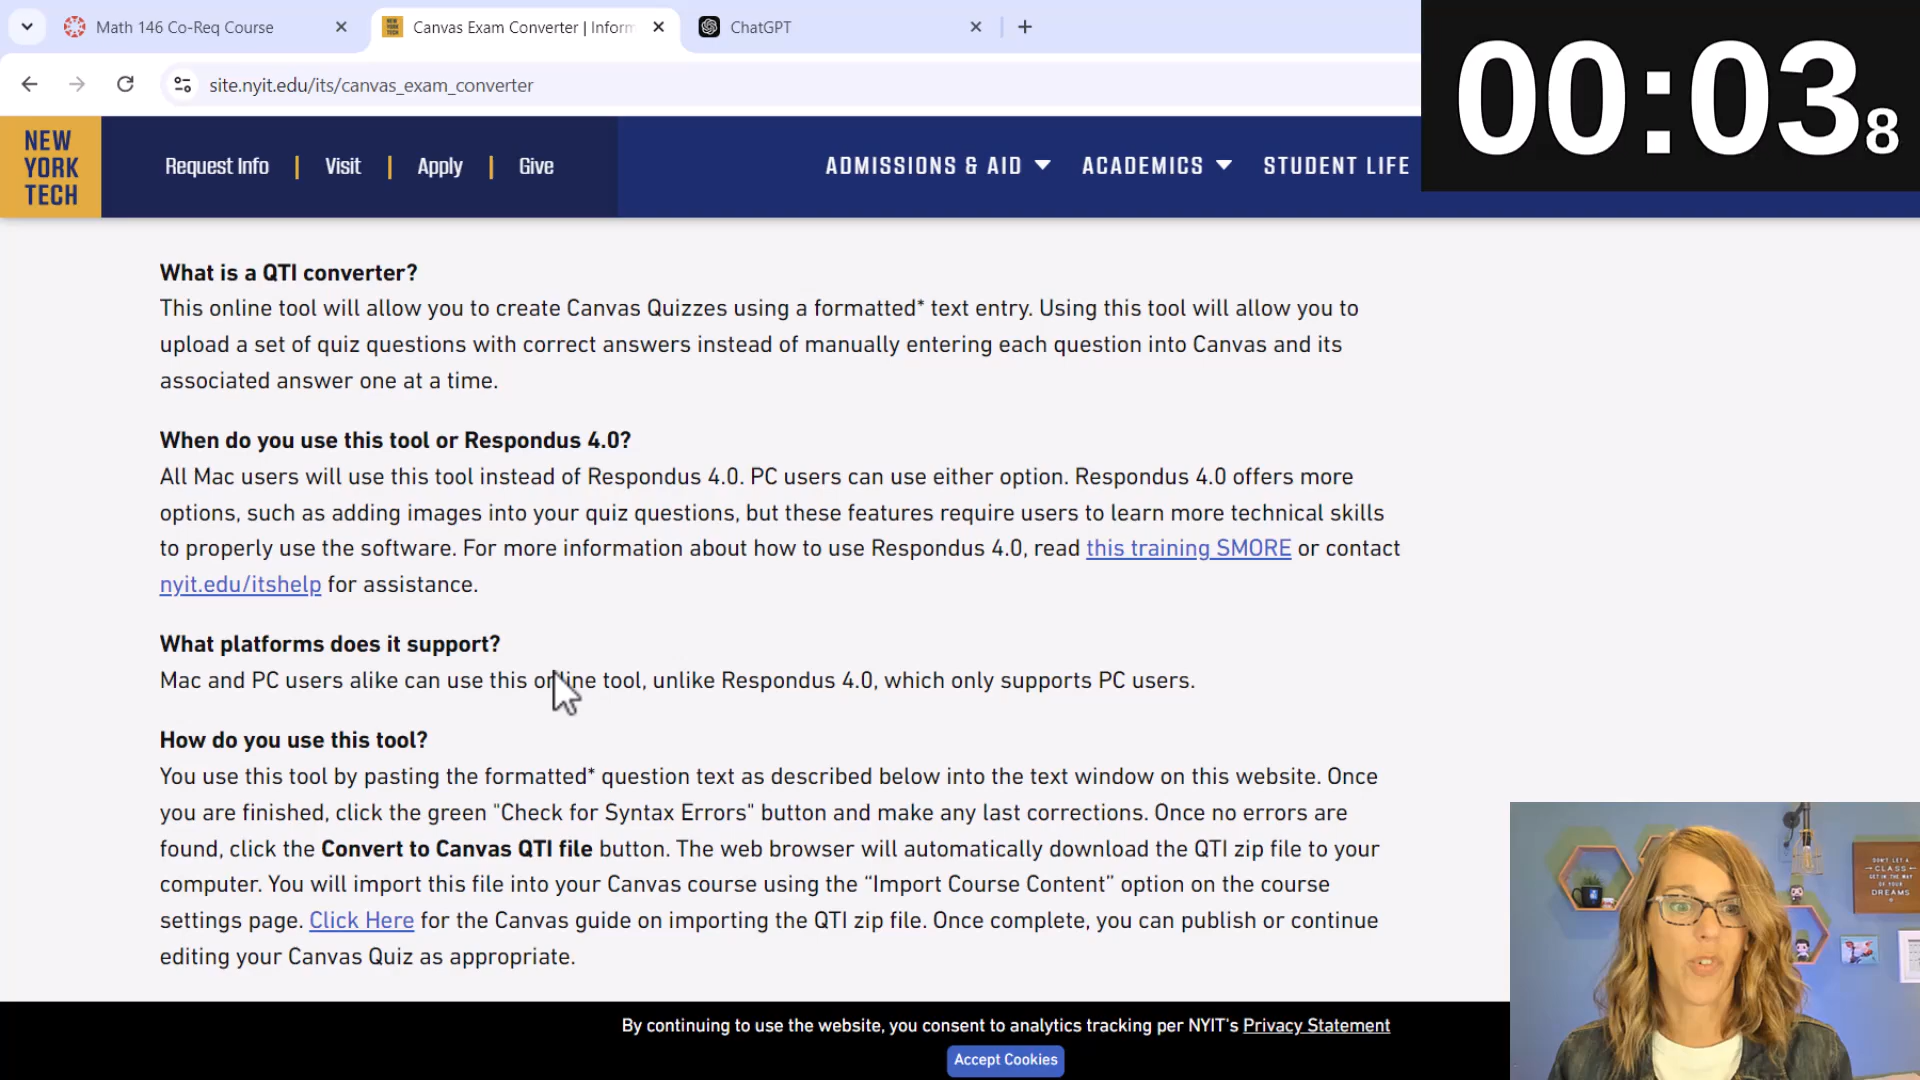 Math 146 Co-Req Course
Canvas Exam Converter | Inform
ChatGPT
site.nyit.edu/its/canvas_exam_converter
00:03 8
NEW
YORK
TECH
Request Info | Visit | Apply | Give
ADMISSIONS & AID
ACADEMICS
STUDENT LIFE
What is a QTI converter?
This online tool will allow you to create Canvas Quizzes using a formatted* text entry. Using this tool will allow you to
upload a set of quiz questions with correct answers instead of manually entering each question into Canvas and its
associated answer one at a time.
When do you use this tool or Respondus 4.0?
All Mac users will use this tool instead of Respondus 4.0. PC users can use either option. Respondus 4.0 offers more
options, such as adding images into your quiz questions, but these features require users to learn more technical skills
to properly use the software. For more information about how to use Respondus 4.0, read this training SMORE or contact
nyit.edu/itshelp for assistance.
What platforms does it support?
Mac and PC users alike can use this online tool, unlike Respondus 4.0, which only supports PC users.
How do you use this tool?
You use this tool by pasting the formatted* question text as described below into the text window on this website. Once
you are finished, click the green "Check for Syntax Errors" button and make any last corrections. Once no errors are
found, click the Convert to Canvas QTI file button. The web browser will automatically download the QTI zip file to your
computer. You will import this file into your Canvas course using the “Import Course Content” option on the course
settings page. Click Here for the Canvas guide on importing the QTI zip file. Once complete, you can publish or continue
editing your Canvas Quiz as appropriate.
By continuing to use the website, you consent to analytics tracking per NYIT's Privacy Statement
Accept Cookies
DON'T LET A
CLASS
GET IN THE WAY
OF YOUR
DREAMS